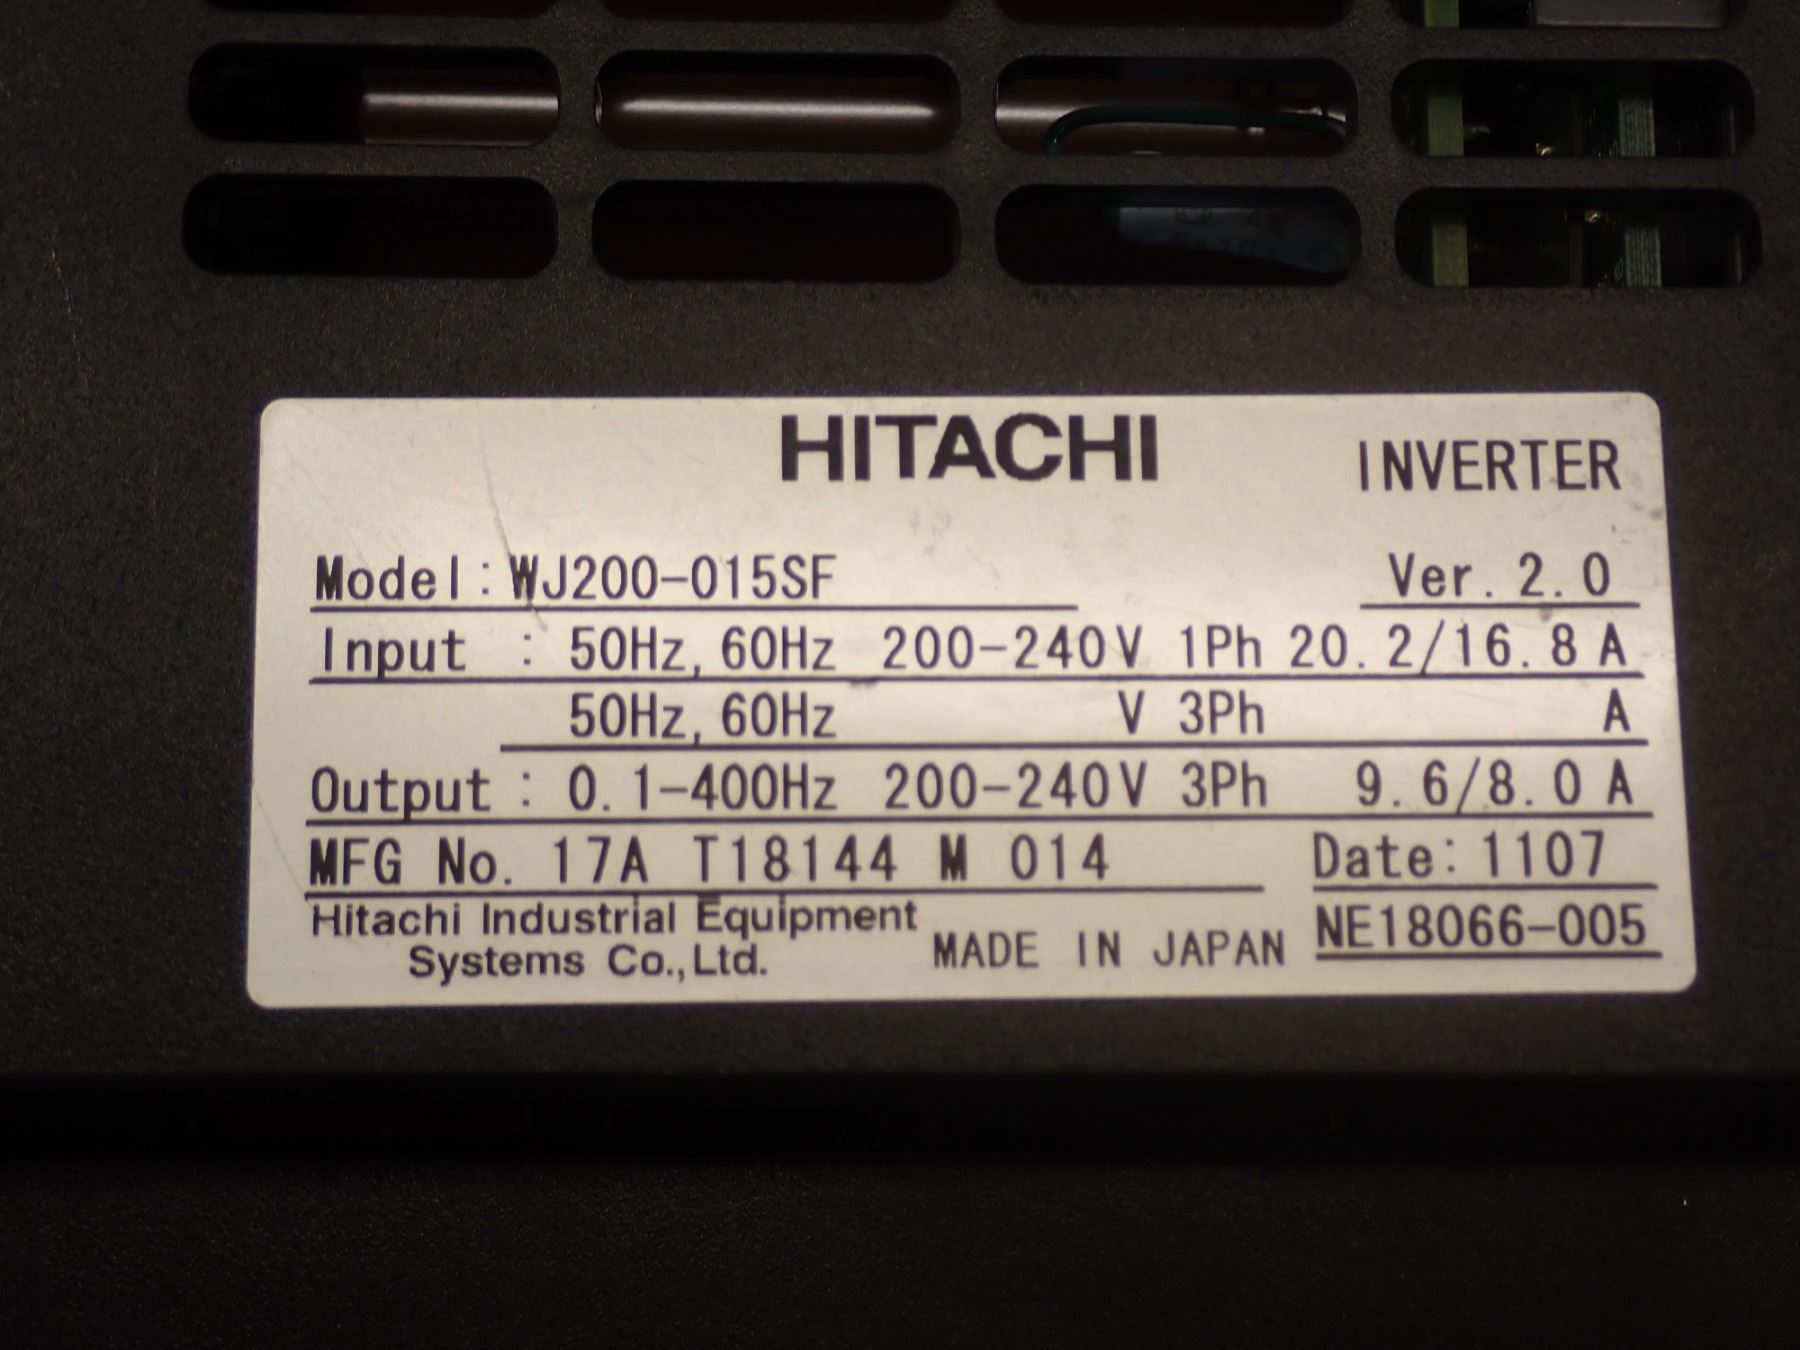 HITACHI INVERTER
Model: WJ200-015SF Ver. 2.0
Input : 50Hz, 60Hz 200-240V 1Ph 20.2/16.8 A
50Hz, 60Hz V 3Ph A
Output : 0.1-400Hz 200-240V 3Ph 9.6/8.0 A
MFG No. 17A T18144 M 014 Date: 1107
Hitachi Industrial Equipment
Systems Co., Ltd. MADE IN JAPAN NE18066-005